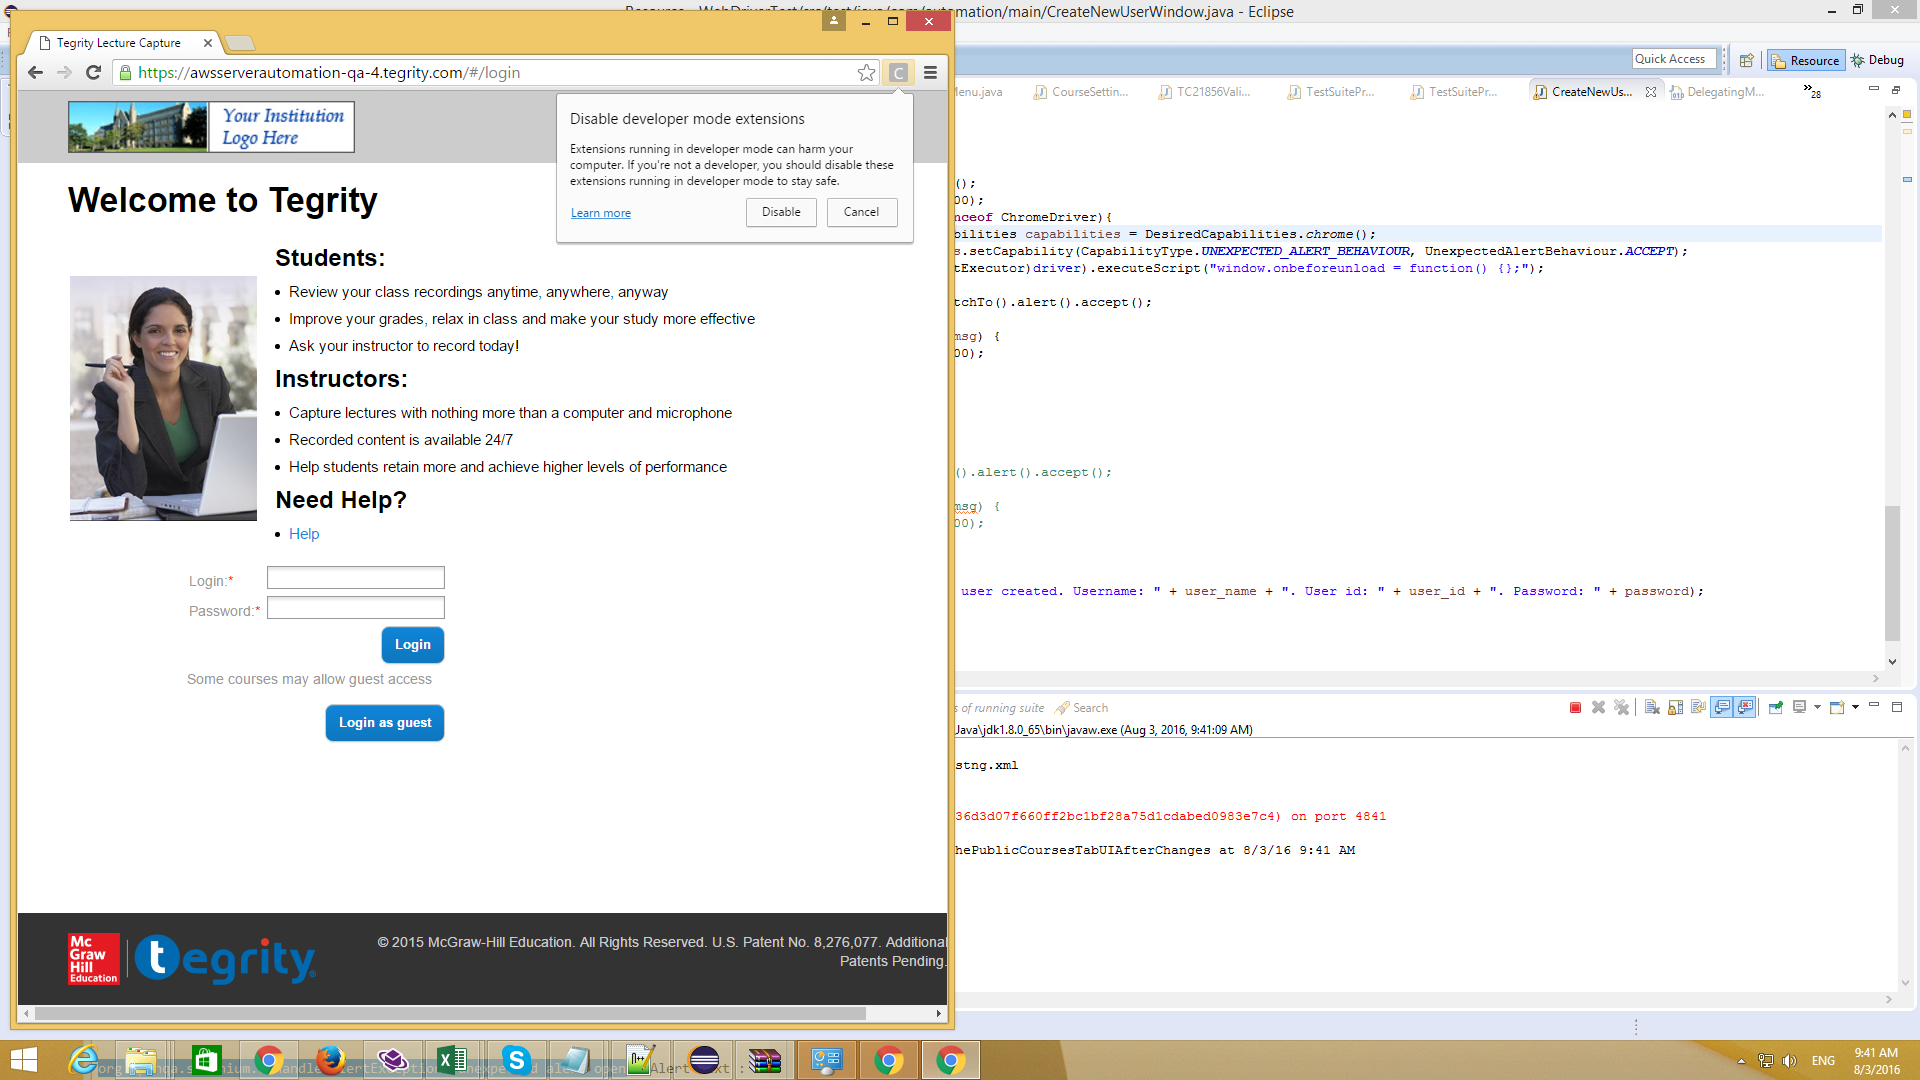 Resource - WebDriverTest/src/test/java/com/automation/main/CreateNewUserWindow.java - Eclipse
Tegrity Lecture Capture
https://awsserverautomation-qa-4.tegrity.com/#/login
C
Quick Access
Resource
Debug
Menu.java
CourseSettin...
TC21856Vali...
TestSuitePr...
TestSuitePr...
CreateNewUs...
DelegatingM...
»28
Your Institution
Logo Here
Disable developer mode extensions
Extensions running in developer mode can harm your
computer. If you're not a developer, you should disable these
extensions running in developer mode to stay safe.
Learn more
Disable
Cancel
Welcome to Tegrity
Students:
Review your class recordings anytime, anywhere, anyway
Improve your grades, relax in class and make your study more effective
Ask your instructor to record today!
Instructors:
Capture lectures with nothing more than a computer and microphone
Recorded content is available 24/7
Help students retain more and achieve higher levels of performance
Need Help?
Help
Login:*
Password:*
Login
Some courses may allow guest access
Login as guest
Mc
Graw
Hill
Education
tegrity
© 2015 McGraw-Hill Education. All Rights Reserved. U.S. Patent No. 8,276,077. Additional
Patents Pending.
();
00);
nceof ChromeDriver){
bilities capabilities = DesiredCapabilities.chrome();
s.setCapability(CapabilityType.UNEXPECTED_ALERT_BEHAVIOUR, UnexpectedAlertBehaviour.ACCEPT);
tExecutor)driver).executeScript("window.onbeforeunload = function() {};");
tchTo().alert().accept();
msg) {
00);
().alert().accept();
msg) {
00);
user created. Username: " + user_name + ". User id: " + user_id + ". Password: " + password);
s of running suite
Search
Java\jdk1.8.0_65\bin\javaw.exe (Aug 3, 2016, 9:41:09 AM)
stng.xml
36d3d07f660ff2bc1bf28a75d1cdabed0983e7c4) on port 4841
hePublicCoursesTabUIAfterChanges at 8/3/16 9:41 AM
ENG
9:41 AM
8/3/2016